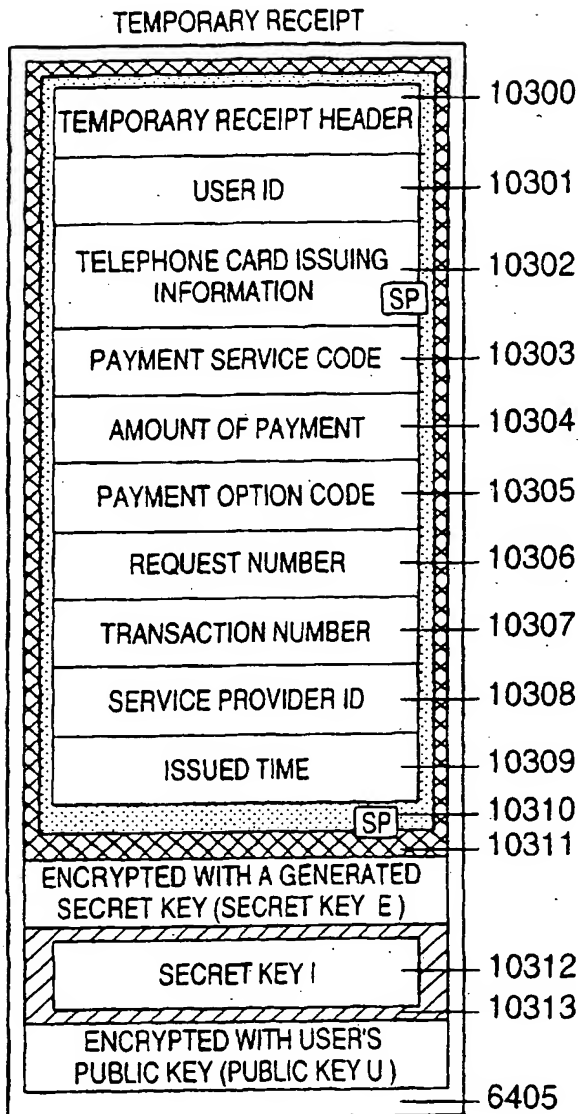 TEMPORARY RECEIPT
TEMPORARY RECEIPT HEADER 10300
USER ID 10301
TELEPHONE CARD ISSUING 10302
INFORMATION
SP
PAYMENT SERVICE CODE 10303
AMOUNT OF PAYMENT 10304
PAYMENT OPTION CODE 10305
REQUEST NUMBER 10306
TRANSACTION NUMBER 10307
SERVICE PROVIDER ID 10308
ISSUED TIME 10309
SP 10310
10311
ENCRYPTED WITH A GENERATED
SECRET KEY (SECRET KEY E)
SECRET KEY I 10312
10313
ENCRYPTED WITH USER'S
PUBLIC KEY (PUBLIC KEY U)
6405